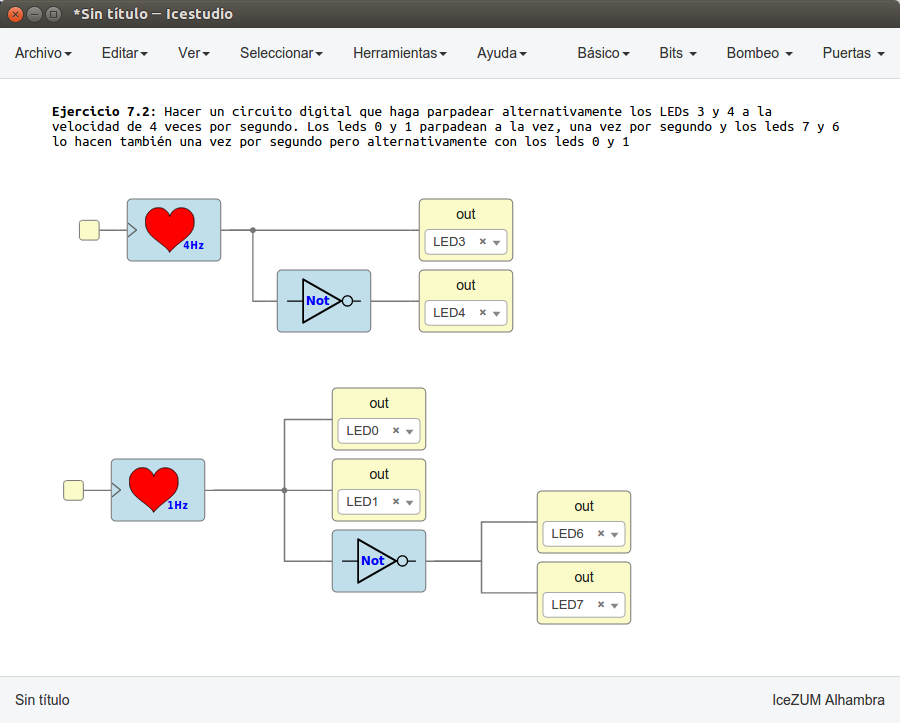 *Sin título — Icestudio
Archivo Editar Ver Seleccionar Herramientas Ayuda Básico Bits Bombeo Puertas
Ejercicio 7.2: Hacer un circuito digital que haga parpadear alternativamente los LEDs 3 y 4 a la
velocidad de 4 veces por segundo. Los leds 0 y 1 parpadean a la vez, una vez por segundo y los leds 7 y 6
lo hacen también una vez por segundo pero alternativamente con los leds 0 y 1
4Hz
out
LED3
Not
out
LED4
out
LED0
1Hz
out
LED1
Not
out
LED6
out
LED7
Sin título
IceZUM Alhambra